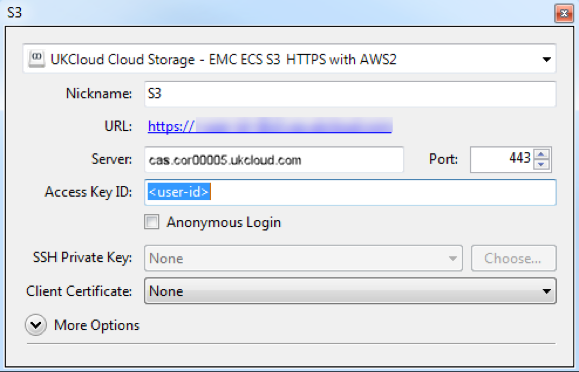 S3
UKCloud Cloud Storage - EMC ECS S3 HTTPS with AWS2
Nickname: S3
URL: https://
Server: cas.cor00005.ukcloud.com Port: 443
Access Key ID: <user-id>
Anonymous Login
SSH Private Key: None Choose...
Client Certificate: None
More Options